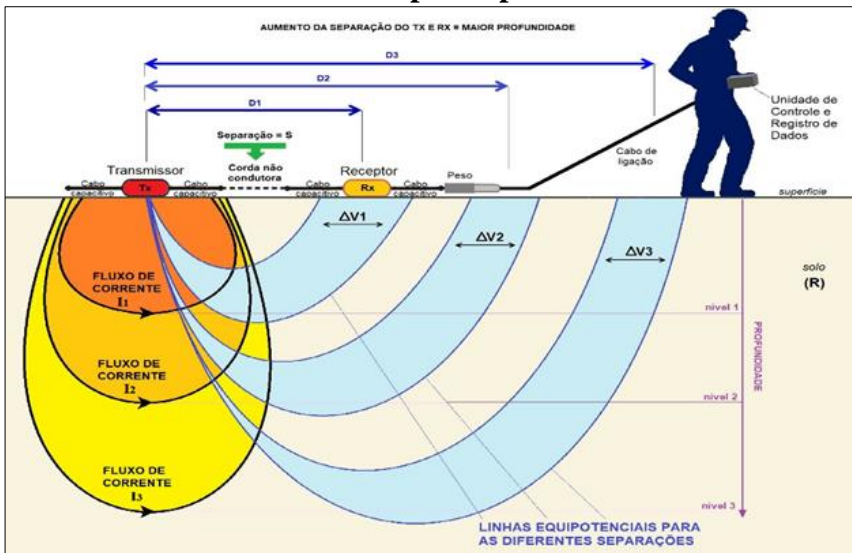 AUMENTO DA SEPARAÇÃO DO TX E RX = MAIOR PROFUNDIDADE
D3
D2
D1
Separação = S
Transmissor
Corda não
condutora
Receptor
Cabo
capacitivo
Tx
Cabo
capacitivo
Cabo
capacitivo
Rx
Cabo
capacitivo
Peso
Cabo de
ligação
Unidade de
Controle e
Registro de
Dados
superfície
ΔV1
ΔV2
ΔV3
solo
(R)
FLUXO DE
CORRENTE
I1
nível 1
FLUXO DE
CORRENTE
I2
nível 2
FLUXO DE
CORRENTE
I3
nível 3
PROFUNDIDADE
LINHAS EQUIPOTENCIAIS PARA
AS DIFERENTES SEPARAÇÕES